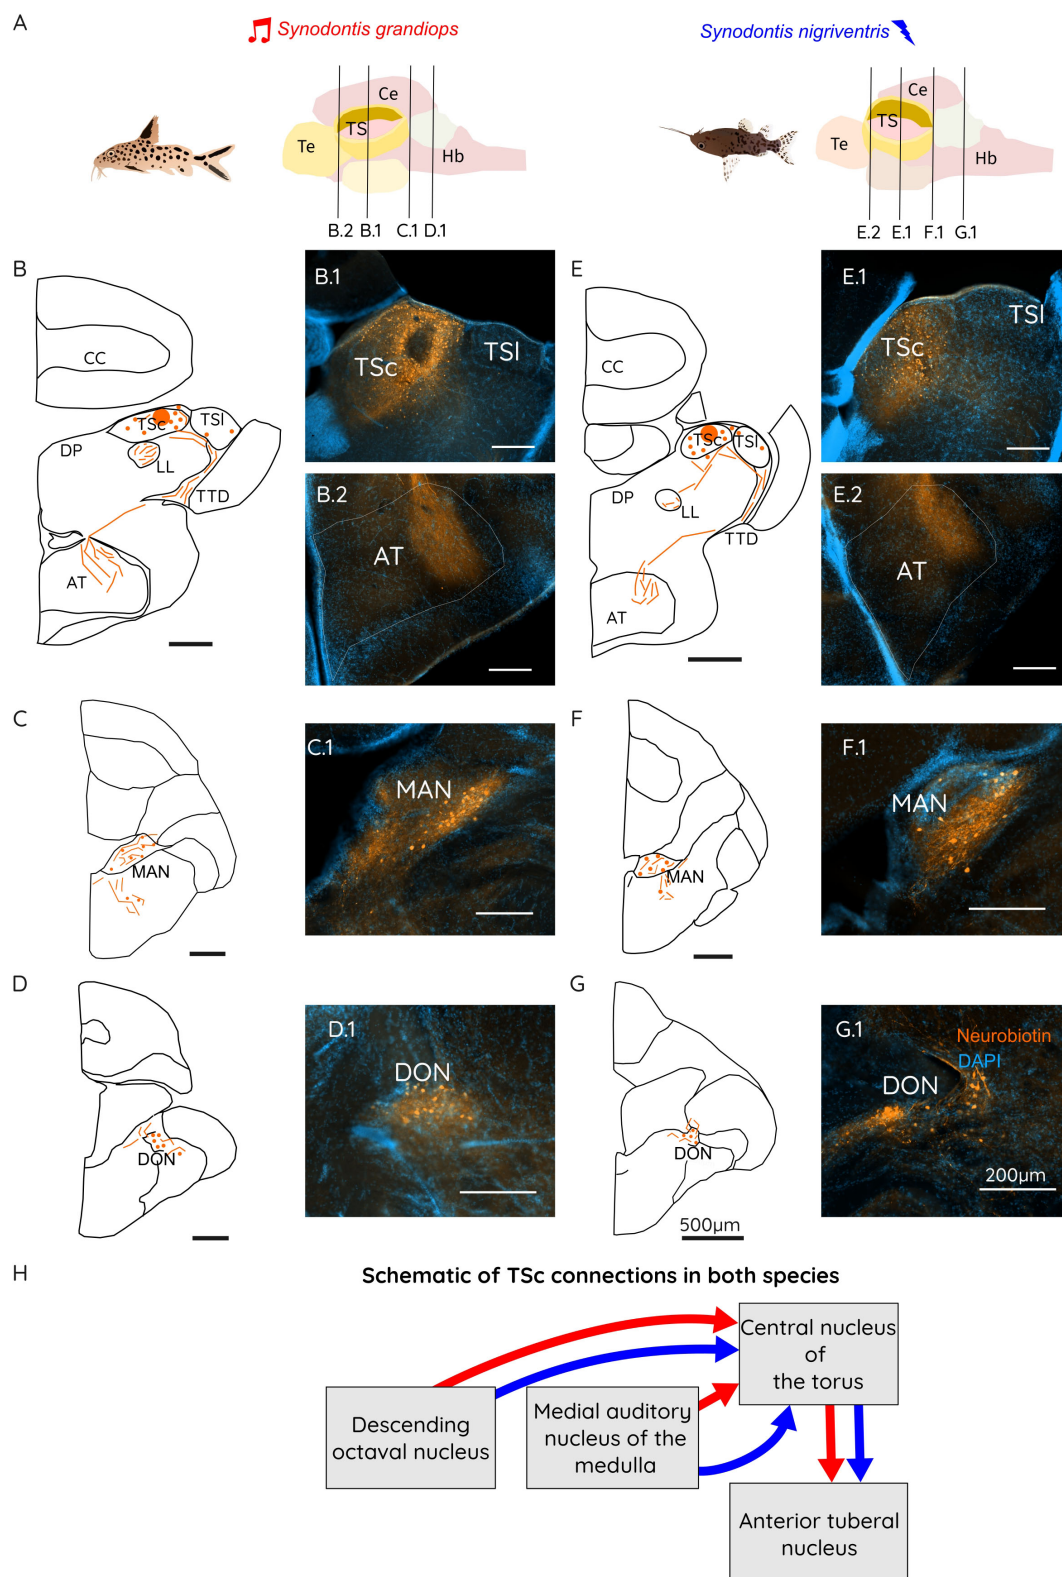 A
Synodontis grandiops
Synodontis nigriventris
Ce
TS
Te
Hb
B.2 B.1 C.1 D.1
Ce
TS
Te
Hb
E.2 E.1 F.1 G.1
B
CC
TSc
TSl
DP
LL
TTD
AT
B.1
TSc
TSl
B.2
AT
E
CC
TSc
TSl
DP
LL
TTD
AT
E.1
TSc
TSl
E.2
AT
C
MAN
C.1
MAN
F
MAN
F.1
MAN
D
DON
D.1
DON
G
DON
500µm
G.1
Neurobiotin
DAPI
DON
200µm
H
Schematic of TSc connections in both species
Central nucleus
of
the torus
Descending
octaval nucleus
Medial auditory
nucleus of the
medulla
Anterior tuberal
nucleus